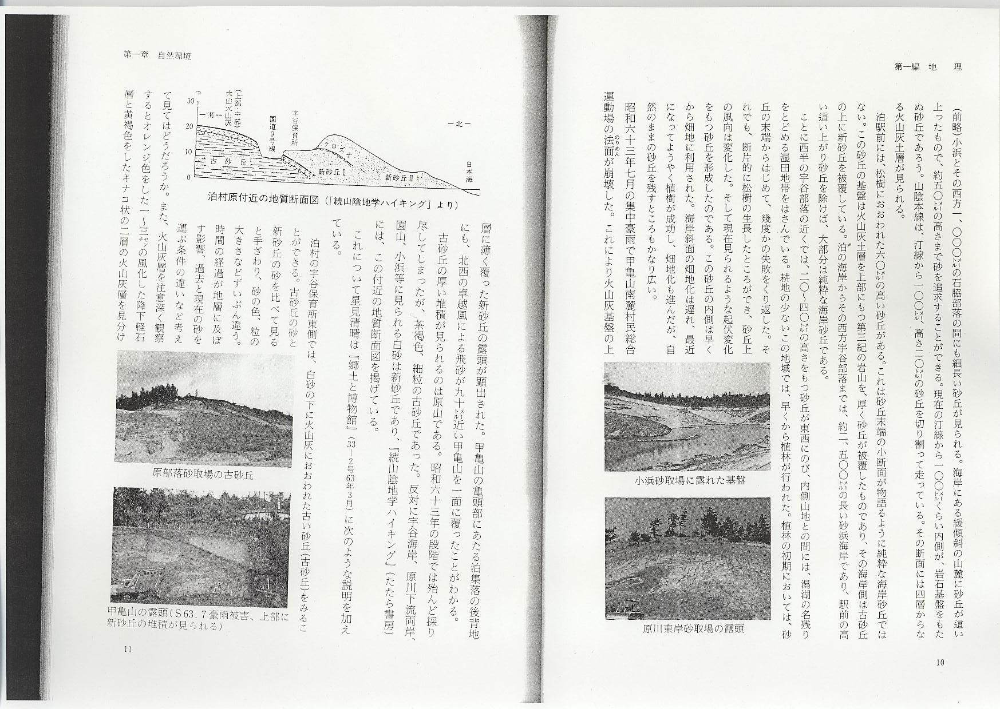 第一編　地　理
（前略）小浜とその西方一、〇〇〇㍍の石脇部落の間にも細長い砂丘が見られる。海岸にある緩傾斜の山麓に砂丘が這い
上ったもので、約五〇㍍の高さまで砂を追求することができる。現在の汀線から一〇〇㍍くらい内側が、岩石基盤をもた
ぬ砂丘であろう。山陰本線は、汀線から一〇〇㍍、高さ二〇㍍の砂丘を切り割って走っている。その断面には四層からな
る火山灰土層が見られる。
泊駅前には、松樹におおわれた六〇㍍の高い砂丘がある。これは砂丘末端の小断面が物語るように純粋な海岸砂丘では
ない。この砂丘の基盤は火山灰土層を上部にもつ第三紀の岩山を、厚く砂丘が被覆したものであり、その海岸側は古砂丘
の上に新砂丘を被覆している。泊の海岸からその西方宇谷部落までは、約二、五〇〇㍍の長い砂浜海岸であり、駅前の高
い這い上がり砂丘を除けば、大部分は純粋な海岸砂丘である。
ことに西半の宇谷部落の近くでは、二〇～四〇㍍の高さをもつ砂丘が東西にのび、内側山地との間には、潟湖の名残り
をとどめる湿田地帯をはさんでいる。耕地の少ないこの地域では、早くから植林が行われた。植林の初期においては、砂
丘の末端からはじめて、幾度かの失敗をくり返した。そ
れでも、断片的に松樹の生長したところができ、砂丘上
の風向は変化した。そして現在見られるような起伏変化
をもつ砂丘を形成したのである。この砂丘の内側は早く
から畑地に利用された。海岸斜面の畑地化は遅れ、最近
になってようやく植樹が成功し、畑地化も進んだが、自
然のままの砂丘を残すところもかなり広い。
昭和六十三年七月の集中豪雨で甲亀山南麓村民総合
運動場の法面が崩壊した。これにより火山灰基盤の上
のりめん
小浜砂取場に露れた基盤
原川東岸砂取場の露頭
10
第一章　自然環境
層に薄く覆った新砂丘の露頭が顕出された。甲亀山の亀頭部にあたる泊集落の後背地
にも、北西の卓越風による飛砂が九十㍍近い甲亀山を一面に覆ったことがわかる。
古砂丘の厚い堆積が見られるのは原山である。昭和六十三年の段階では殆んど採り
尽してしまったが、茶褐色、細粒の古砂丘であった。反対に宇谷海岸、原川下流両岸、
園山、小浜等に見られる白砂は新砂丘であり、『続山陰地学ハイキング』（たたら書房）
には、この付近の地質断面図を掲げている。
これについて星見清晴は『郷土と博物館』（33―2号63年3月）に次のような説明を加え
ている。
泊村の宇谷保育所東側では、白砂の下に火山灰におおわれた古い砂丘（古砂丘）をみるこ
とができる。古砂丘の砂と
新砂丘の砂を比べて見る
と手ざわり、砂の色、粒の
大きさなどずいぶん違う。
時間の経過が地層に及ぼ
す影響、過去と現在の砂を
運ぶ条件の違いなど考え
て見てはどうだろうか。また、火山灰層を注意深く観察
するとオレンジ色をした一～三㌢の風化した降下軽石
層と黄褐色をしたキナコ状の二層の火山灰層を見分け
m
30
20
10
0
―南―
（上部・中部）
大山火山灰
国道9号線
宇谷保育所
―北―
日本海
古砂丘
クロズナ
新砂丘Ⅰ
新砂丘Ⅱ
泊村原付近の地質断面図（「続山陰地学ハイキング」より）
原部落砂取場の古砂丘
甲亀山の露頭（S63.7豪雨被害、上部に
新砂丘の堆積が見られる）
11